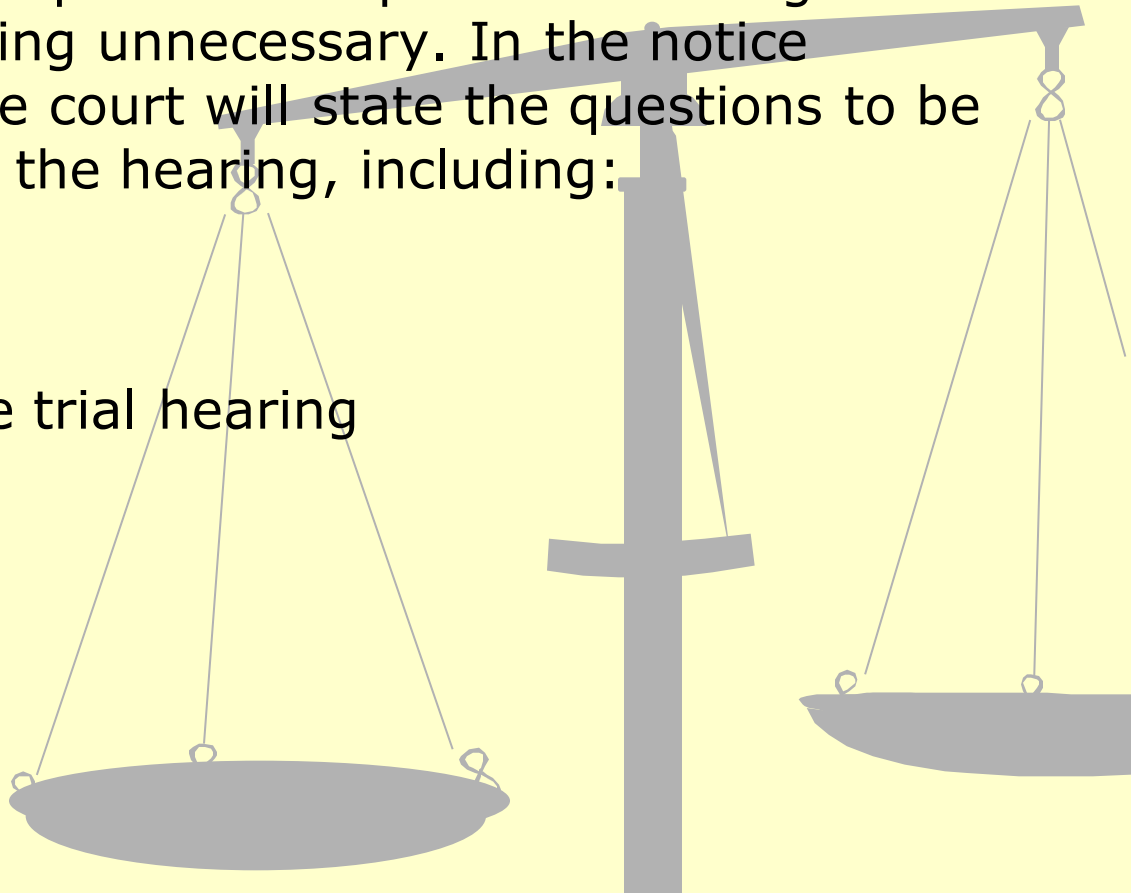 ing unnecessary. In the notice
e court will state the questions to be
the hearing, including:
e trial hearing